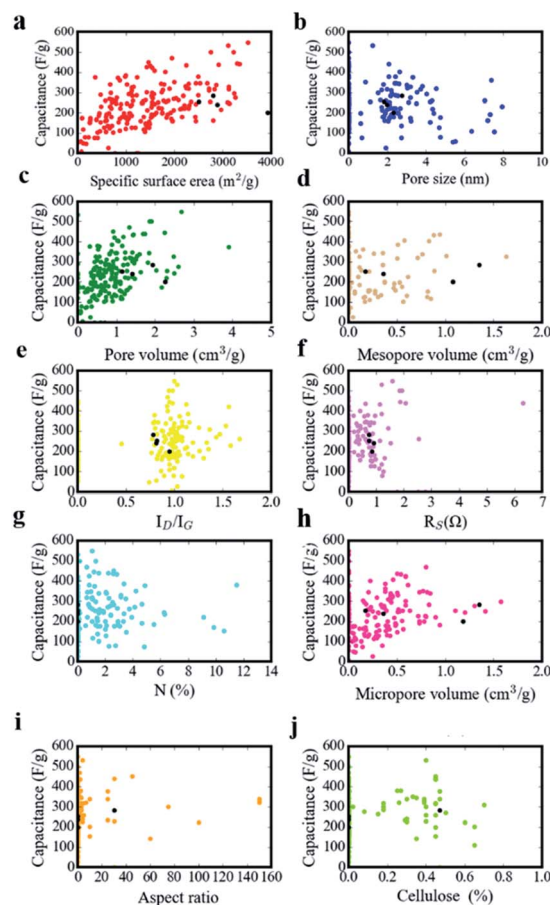 a
Capacitance (F/g)
600
500
400
300
200
100
0
0 1000 2000 3000 4000
Specific surface erea (m²/g)
b
Capacitance (F/g)
600
500
400
300
200
100
0
0 2 4 6 8 10
Pore size (nm)
c
Capacitance (F/g)
600
500
400
300
200
100
0
0 1 2 3 4 5
Pore volume (cm³/g)
d
Capacitance (F/g)
600
500
400
300
200
100
0
0.0 0.5 1.0 1.5 2.0
Mesopore volume (cm³/g)
e
Capacitance (F/g)
600
500
400
300
200
100
0
0.0 0.5 1.0 1.5 2.0
I_D/I_G
f
Capacitance (F/g)
600
500
400
300
200
100
0
0 1 2 3 4 5 6 7
R_S(Ω)
g
Capacitance (F/g)
600
500
400
300
200
100
0
0 2 4 6 8 10 12 14
N (%)
h
Capacitance (F/g)
600
500
400
300
200
100
0
0.0 0.5 1.0 1.5 2.0
Micropore volume (cm³/g)
i
Capacitance (F/g)
600
500
400
300
200
100
0
0 20 40 60 80 100 120 140 160
Aspect ratio
j
Capacitance (F/g)
600
500
400
300
200
100
0
0.0 0.2 0.4 0.6 0.8 1.0
Cellulose (%)